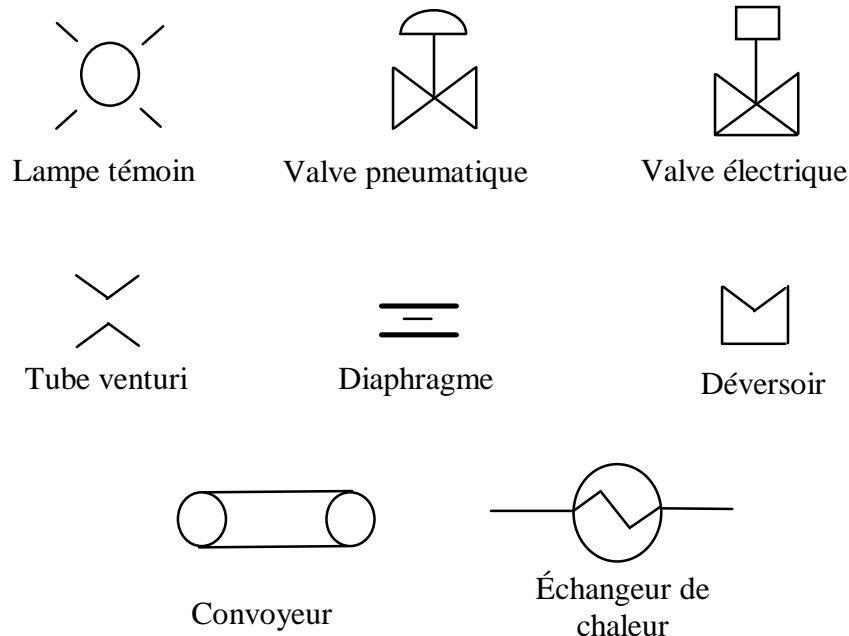 Lampe témoin
Valve pneumatique
Valve électrique
Tube venturi
Diaphragme
Déversoir
Convoyeur
Échangeur de
chaleur